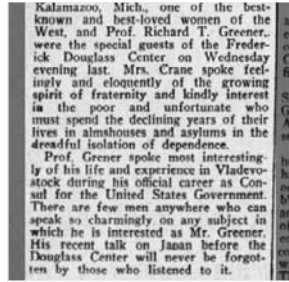 Kalamazoo, Mich., one of the best-
known and best-loved women of the
West, and Prof. Richard T. Greener,
were the special guests of the Freder-
ick Douglass Center on Wednesday
evening last. Mrs. Crane spoke feel-
ingly and eloquently of the growing
spirit of fraternity and kindly interest
in the poor and unfortunate who
must spend the declining years of their
lives in almshouses and asylums in the
dreadful isolation of dependence.
Prof. Grener spoke most interesting-
ly of his life and experience in Vladevo-
stock during his official career as Con-
sul for the United States Government.
There are few men anywhere who can
speak so charmingly on any subject in
which he is interested as Mr. Greener.
His recent talk on Japan before the
Douglass Center will never be forgot-
ten by those who listened to it.